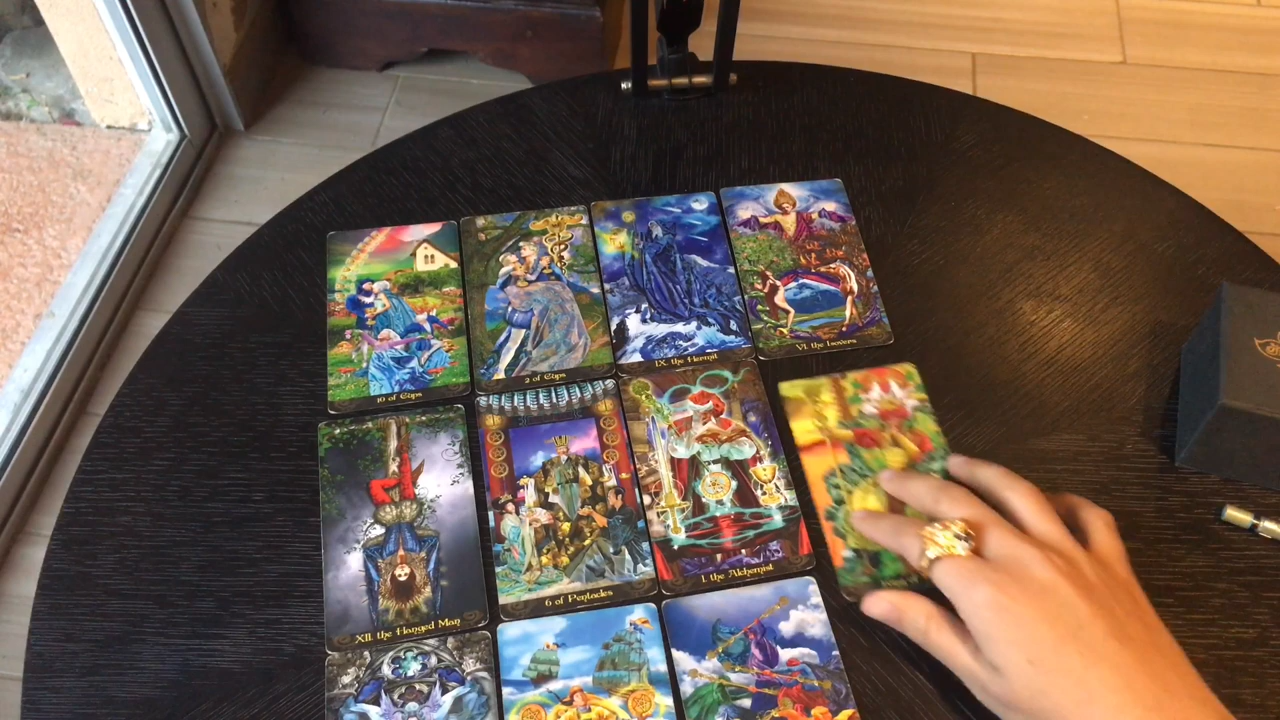 10 of Cups
2 of Cups
IX. the Hermit
VI. the Lovers
XII. the Hanged Man
6 of Pentacles
I. the Alchemist